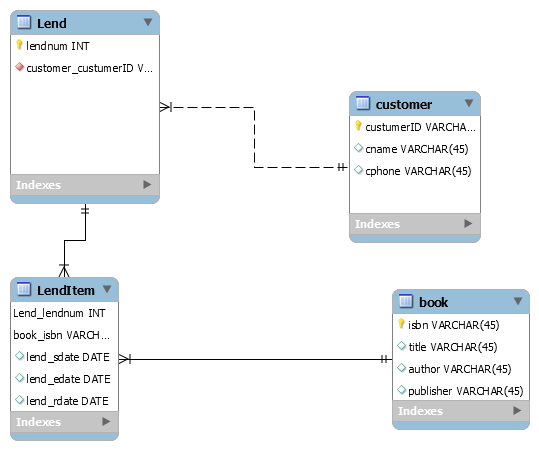 Lend
lendnum INT
customer_custumerID V...
Indexes
customer
custumerID VARCHA...
cname VARCHAR(45)
cphone VARCHAR(45)
Indexes
LendItem
Lend_lendnum INT
book_isbn VARCH...
lend_sdate DATE
lend_edate DATE
lend_rdate DATE
Indexes
book
isbn VARCHAR(45)
title VARCHAR(45)
author VARCHAR(45)
publisher VARCHAR(45)
Indexes